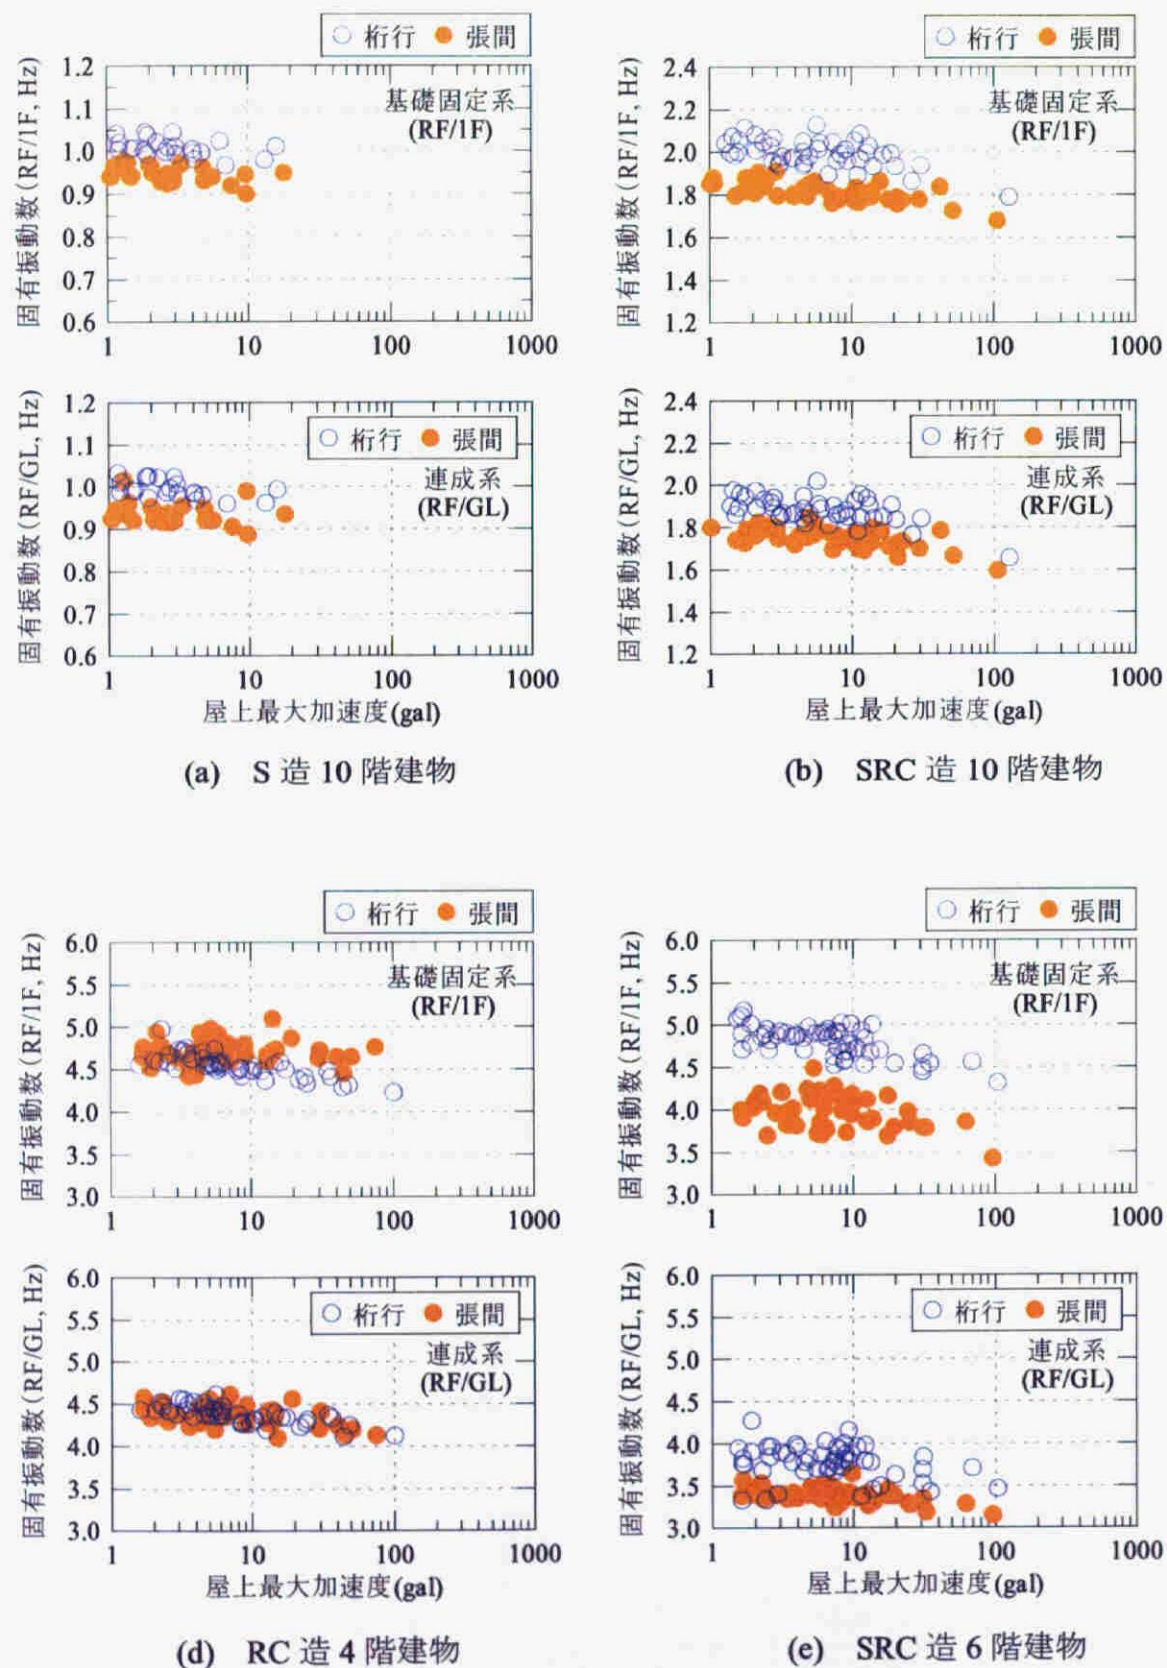 ○ 桁行 ● 張間
固有振動数(RF/1F, Hz)
1.2
1.1
1.0
0.9
0.8
0.7
0.6
基礎固定系
(RF/1F)
1 10 100 1000
○ 桁行 ● 張間
固有振動数(RF/1F, Hz)
2.4
2.2
2.0
1.8
1.6
1.4
1.2
基礎固定系
(RF/1F)
1 10 100 1000
固有振動数(RF/GL, Hz)
1.2
1.1
1.0
0.9
0.8
0.7
0.6
○ 桁行 ● 張間
連成系
(RF/GL)
1 10 100 1000
屋上最大加速度(gal)
(a) S 造 10 階建物
固有振動数(RF/GL, Hz)
2.4
2.2
2.0
1.8
1.6
1.4
1.2
○ 桁行 ● 張間
連成系
(RF/GL)
1 10 100 1000
屋上最大加速度(gal)
(b) SRC 造 10 階建物
○ 桁行 ● 張間
固有振動数(RF/1F, Hz)
6.0
5.5
5.0
4.5
4.0
3.5
3.0
基礎固定系
(RF/1F)
1 10 100 1000
○ 桁行 ● 張間
固有振動数(RF/1F, Hz)
6.0
5.5
5.0
4.5
4.0
3.5
3.0
基礎固定系
(RF/1F)
1 10 100 1000
固有振動数(RF/GL, Hz)
6.0
5.5
5.0
4.5
4.0
3.5
3.0
○ 桁行 ● 張間
連成系
(RF/GL)
1 10 100 1000
屋上最大加速度(gal)
(d) RC 造 4 階建物
固有振動数(RF/GL, Hz)
6.0
5.5
5.0
4.5
4.0
3.5
3.0
○ 桁行 ● 張間
連成系
(RF/GL)
1 10 100 1000
屋上最大加速度(gal)
(e) SRC 造 6 階建物